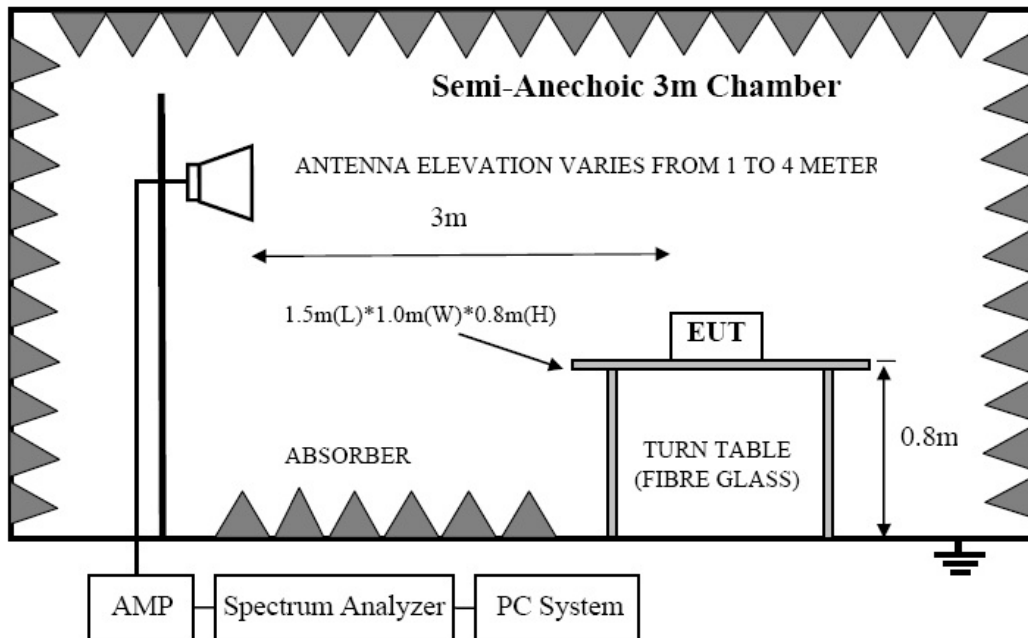 Semi-Anechoic 3m Chamber
ANTENNA ELEVATION VARIES FROM 1 TO 4 METER
3m
1.5m(L)*1.0m(W)*0.8m(H)
EUT
0.8m
ABSORBER
TURN TABLE
(FIBRE GLASS)
AMP
Spectrum Analyzer
PC System